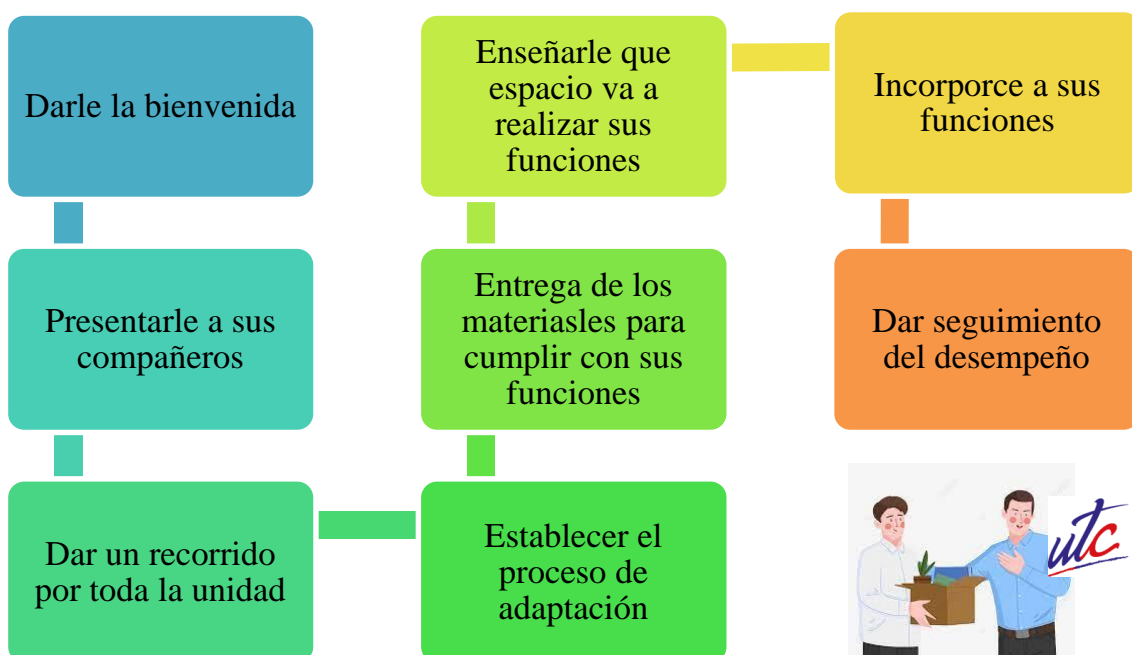 Darle la bienvenida
Presentarle a sus
compañeros
Dar un recorrido
por toda la unidad
Establecer el
proceso de
adaptación
Entrega de los
materiasles para
cumplir con sus
funciones
Enseñarle que
espacio va a
realizar sus
funciones
Incorporce a sus
funciones
Dar seguimiento
del desempeño
utc